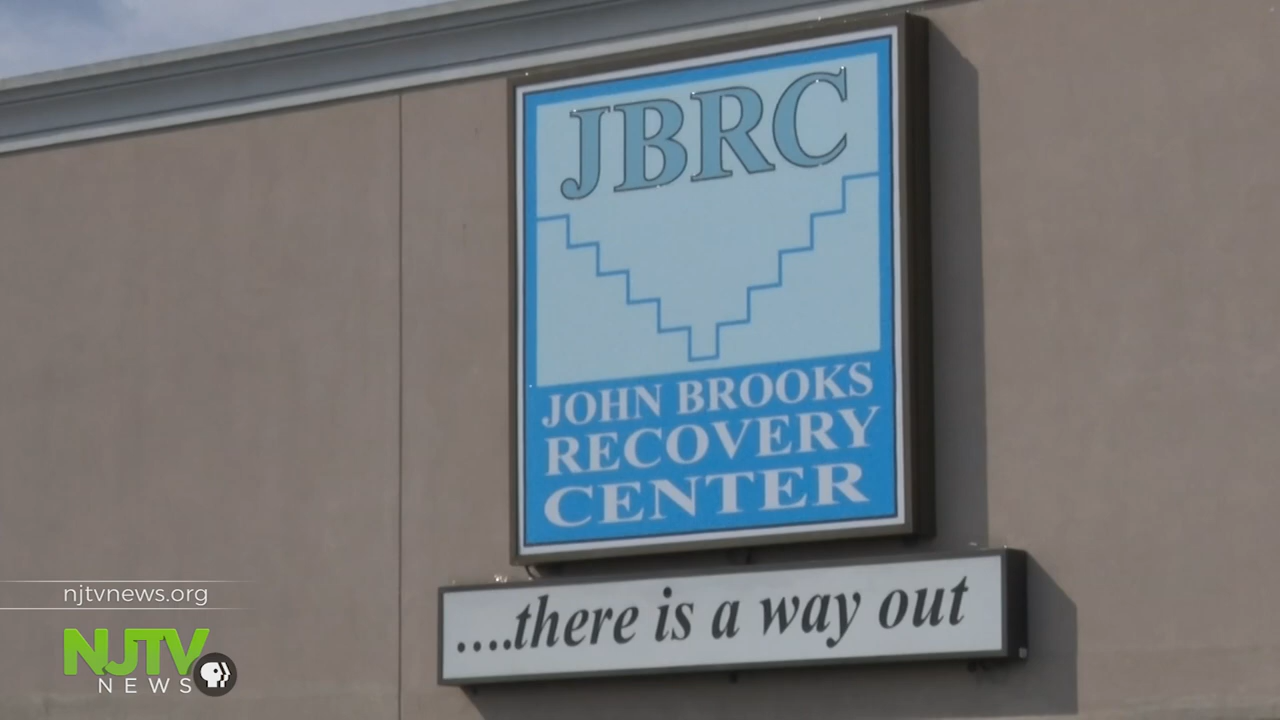 JBRC
JOHN BROOKS
RECOVERY
CENTER
....there is a way out
njtvnews.org
NJTV
NEWS